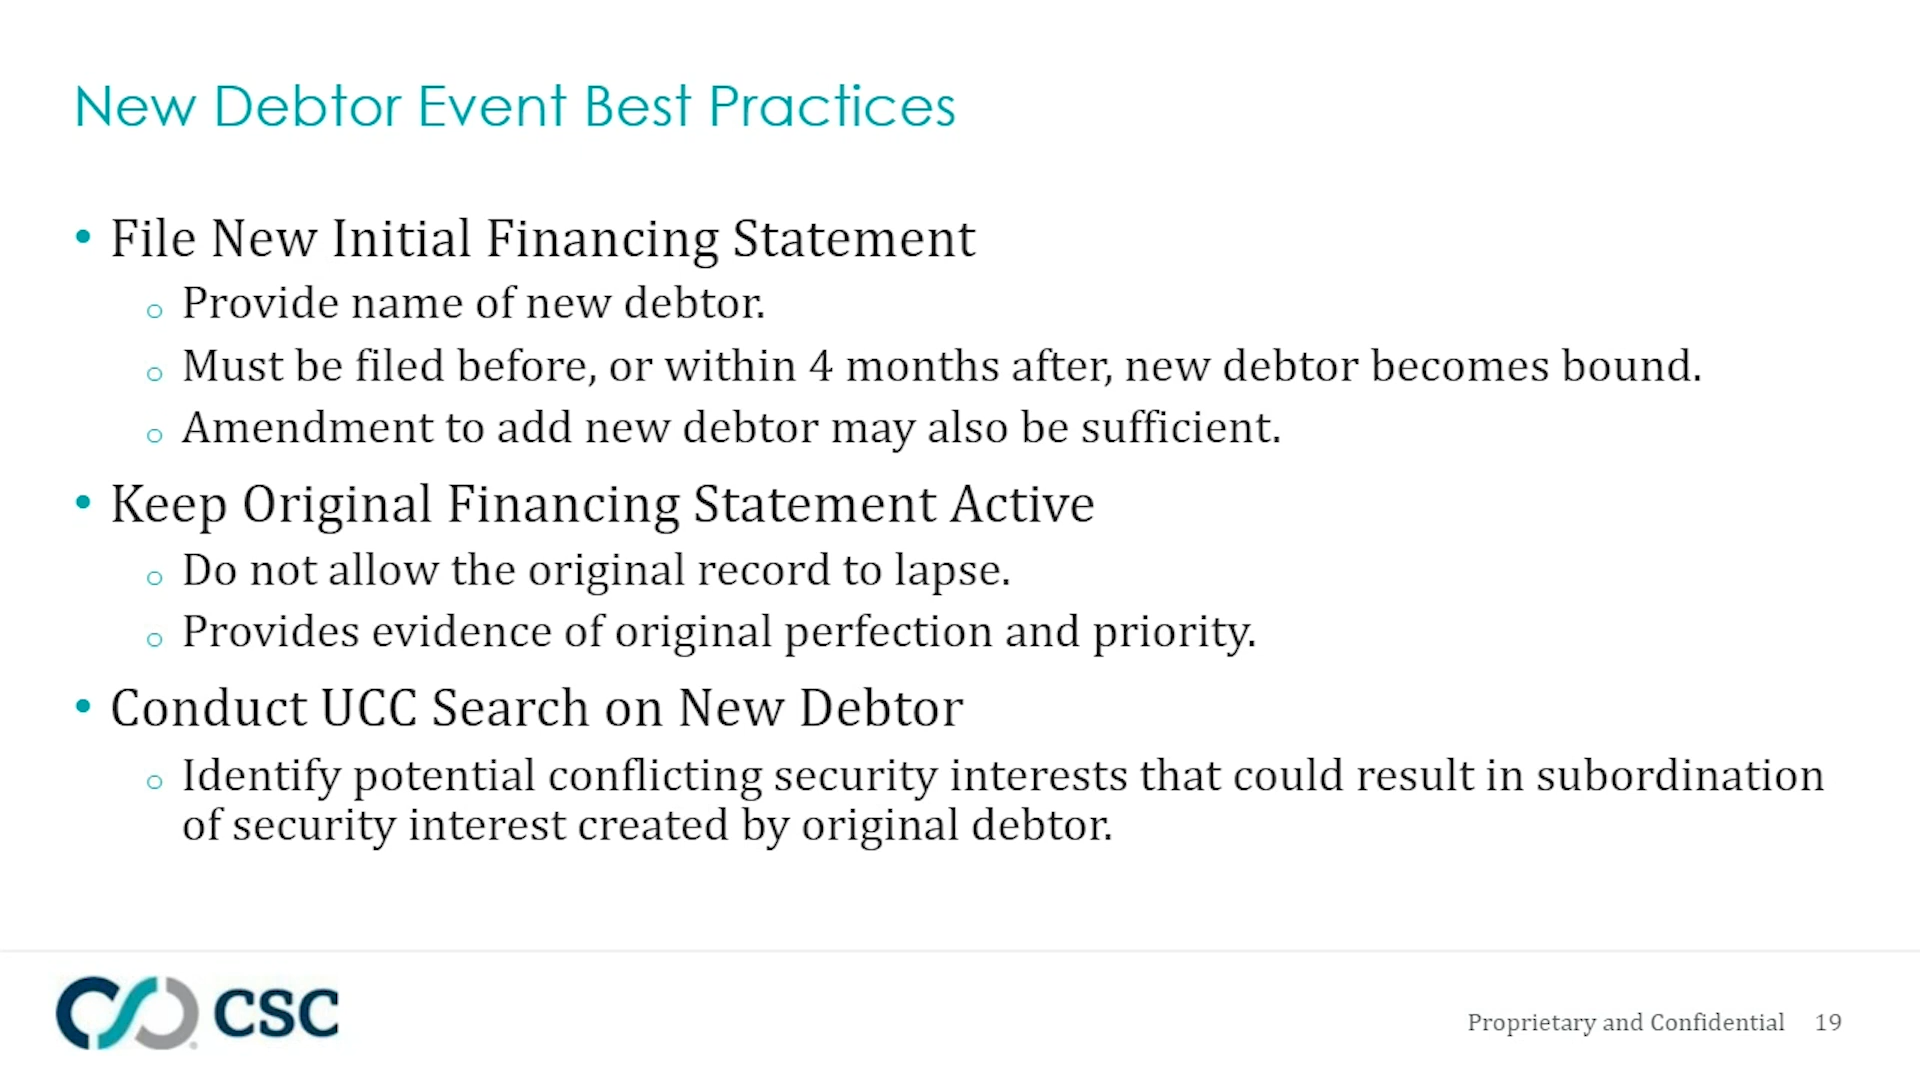 New Debtor Event Best Practices
• File New Initial Financing Statement
o Provide name of new debtor.
o Must be filed before, or within 4 months after, new debtor becomes bound.
o Amendment to add new debtor may also be sufficient.
• Keep Original Financing Statement Active
o Do not allow the original record to lapse.
o Provides evidence of original perfection and priority.
• Conduct UCC Search on New Debtor
o Identify potential conflicting security interests that could result in subordination
of security interest created by original debtor.
CSC
Proprietary and Confidential 19